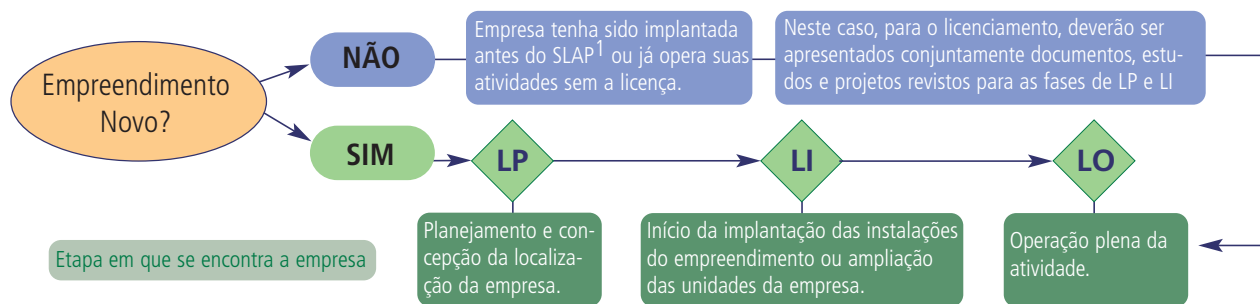 Empreendimento
Novo?
NÃO
Empresa tenha sido implantada
antes do SLAP1 ou já opera suas
atividades sem a licença.
Neste caso, para o licenciamento, deverão ser
apresentados conjuntamente documentos, estu-
dos e projetos revistos para as fases de LP e LI
SIM
LP
LI
LO
Planejamento e con-
cepção da localiza-
ção da empresa.
Início da implantação das instalações
do empreendimento ou ampliação
das unidades da empresa.
Operação plena da
atividade.
Etapa em que se encontra a empresa